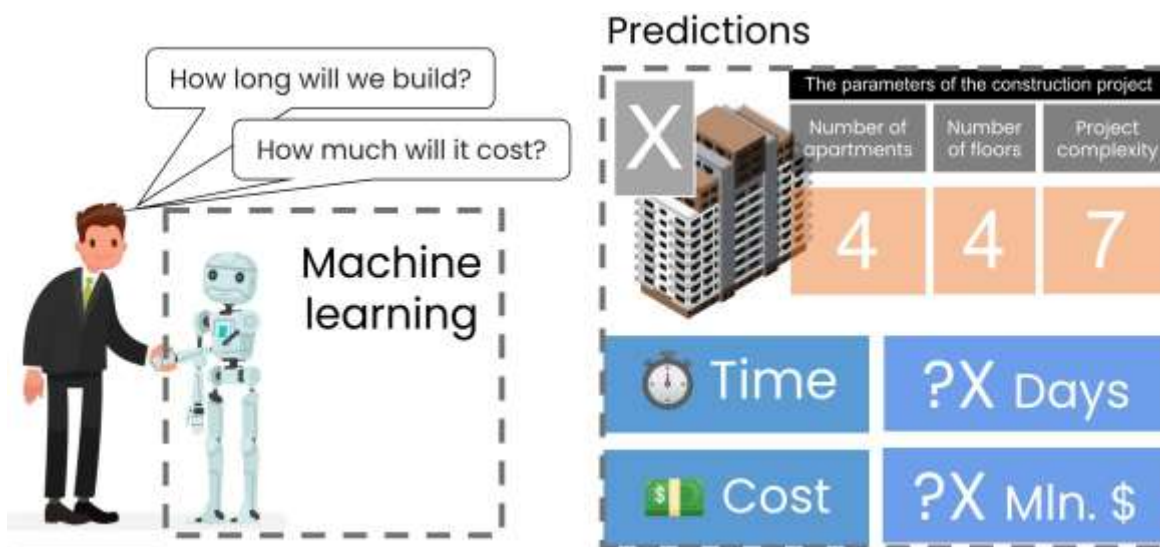 Predictions
How long will we build?
How much will it cost?
Machine
learning
X
The parameters of the construction project
Number of
apartments
Number
of floors
Project
complexity
4
4
7
Time
?X Days
Cost
?X Mln. $